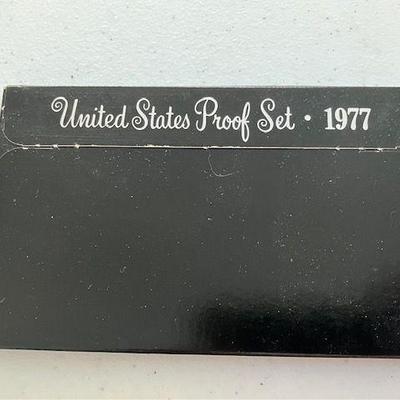 United States Proof Set • 1977